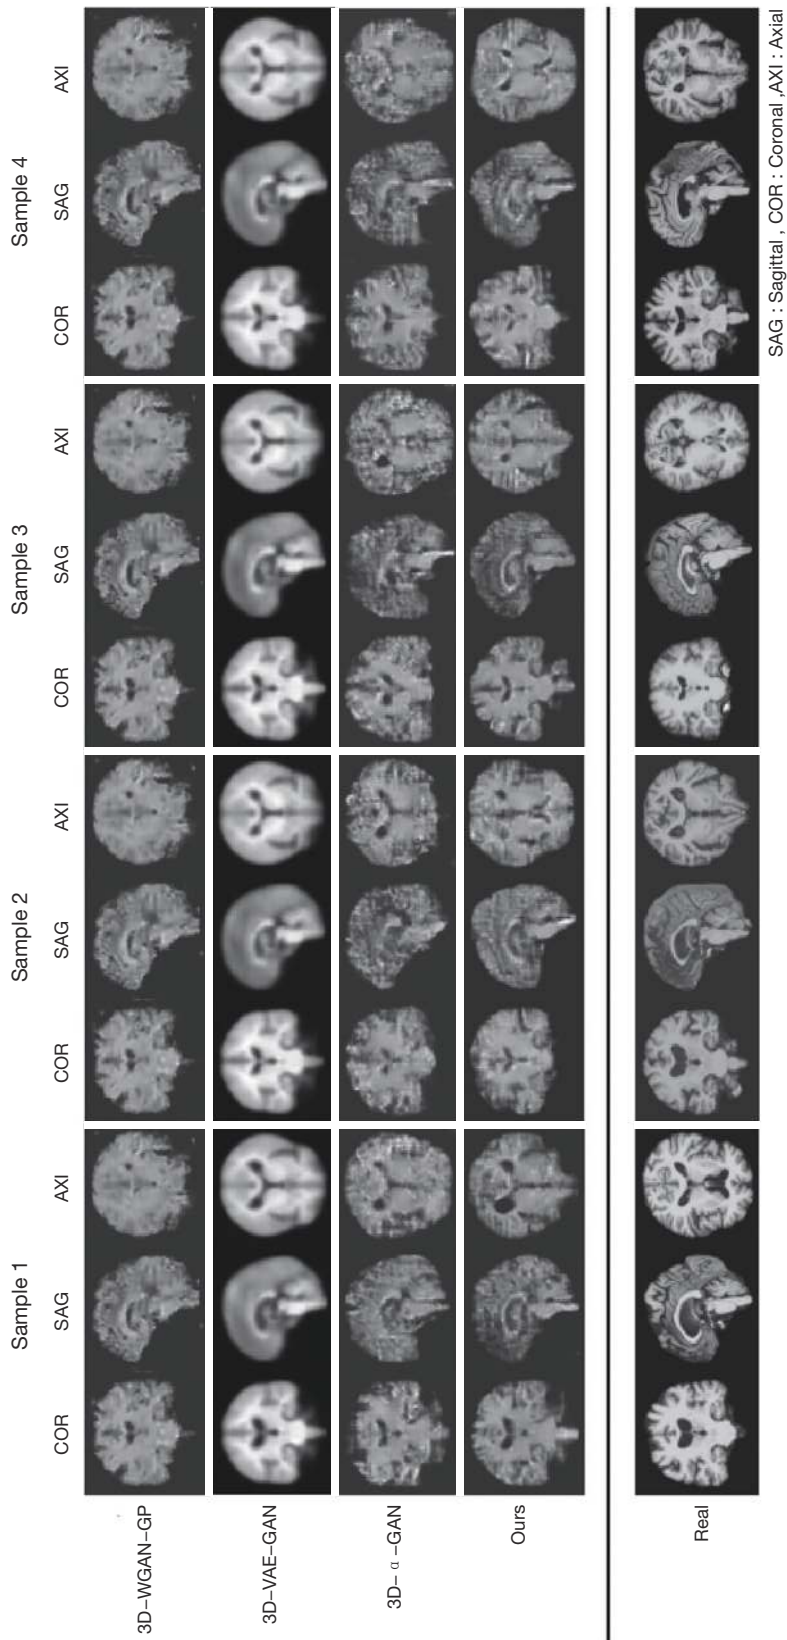 Sample 1
Sample 2
Sample 3
Sample 4
COR SAG AXI COR SAG AXI COR SAG AXI COR SAG AXI
3D-WGAN-GP
3D-VAE-GAN
3D-α-GAN
Ours
Real
SAG : Sagittal , COR : Coronal ,AXI : Axial